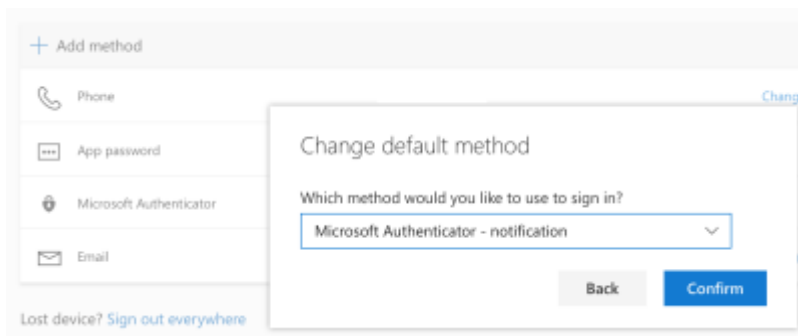 + Add method
Phone
Chang
Change default method
App password
Which method would you like to use to sign in?
Microsoft Authenticator
Microsoft Authenticator - notification
Email
Back
Confirm
Lost device? Sign out everywhere